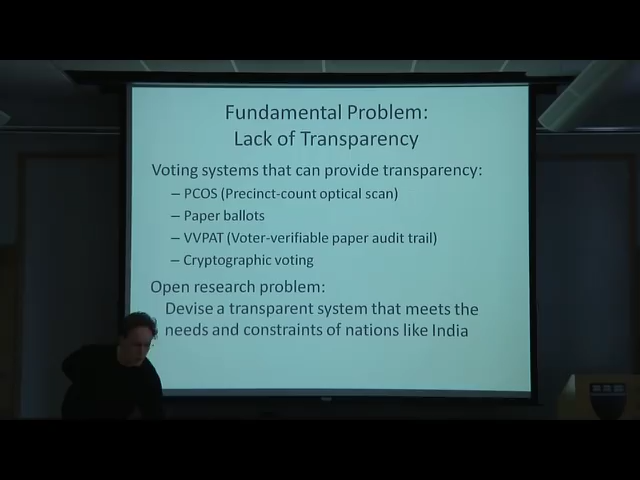 Fundamental Problem:
Lack of Transparency
Voting systems that can provide transparency:
– PCOS (Precinct-count optical scan)
– Paper ballots
– VVPAT (Voter-verifiable paper audit trail)
– Cryptographic voting
Open research problem:
Devise a transparent system that meets the
needs and constraints of nations like India